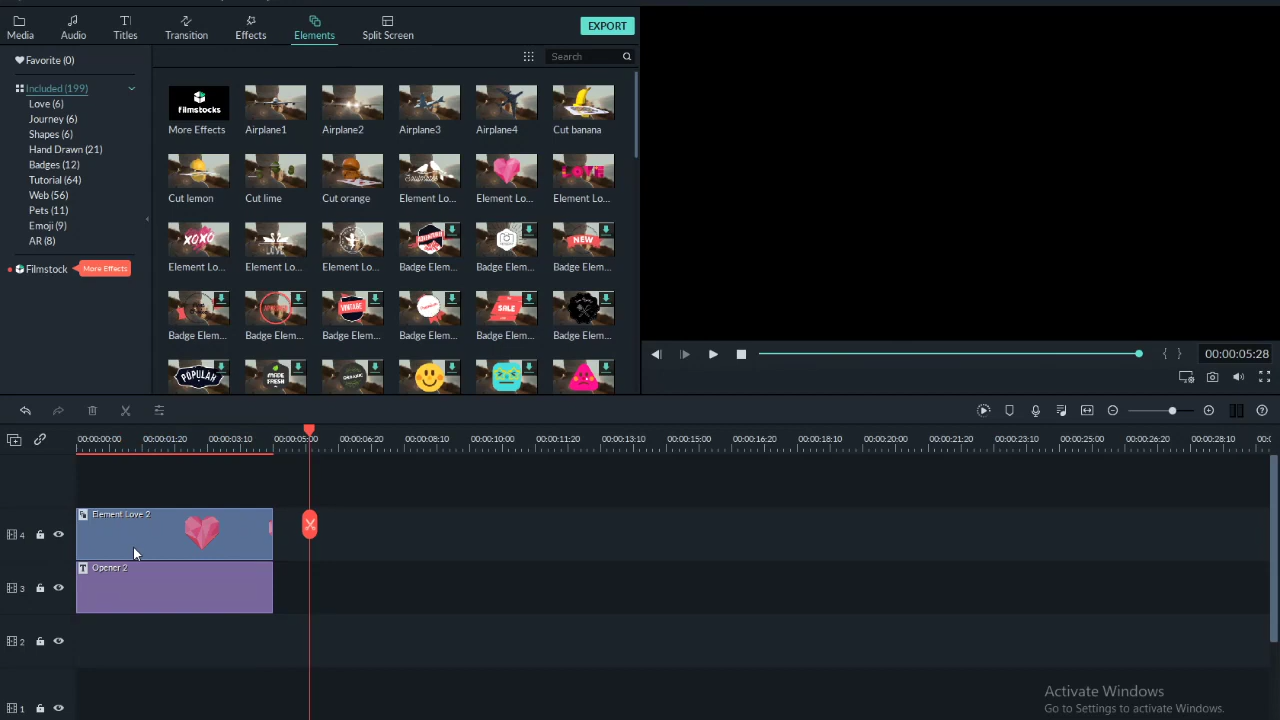 Media Audio Titles Transition Effects Elements Split Screen EXPORT
Favorite (0)
Search
Included (199)
Love (6)
Journey (6)
Shapes (6)
Hand Drawn (21)
Badges (12)
Tutorial (64)
Web (56)
Pets (11)
Emoji (9)
AR (8)
Filmstock More Effects
filmstocks
More Effects Airplane1 Airplane2 Airplane3 Airplane4 Cut banana
LOVE
Cut lemon Cut lime Cut orange Element Lo... Element Lo... Element Lo...
XOXO LOVE NEW
Element Lo... Element Lo... Element Lo... Badge Elem... Badge Elem... Badge Elem...
VINTAGE SALE
Badge Elem... Badge Elem... Badge Elem... Badge Elem... Badge Elem... Badge Elem...
POPULAR MADE FRESH ORGANIC
{ } 00:00:05:28
00:00:00:00 00:00:01:20 00:00:03:10 00:00:05:00 00:00:06:20 00:00:08:10 00:00:10:00 00:00:11:20 00:00:13:10 00:00:15:00 00:00:16:20 00:00:18:10 00:00:20:00 00:00:21:20 00:00:23:10 00:00:25:00 00:00:26:20 00:00:28:10 00:0
4 Element Love 2
3 T Opener 2
2
1
Activate Windows
Go to Settings to activate Windows.